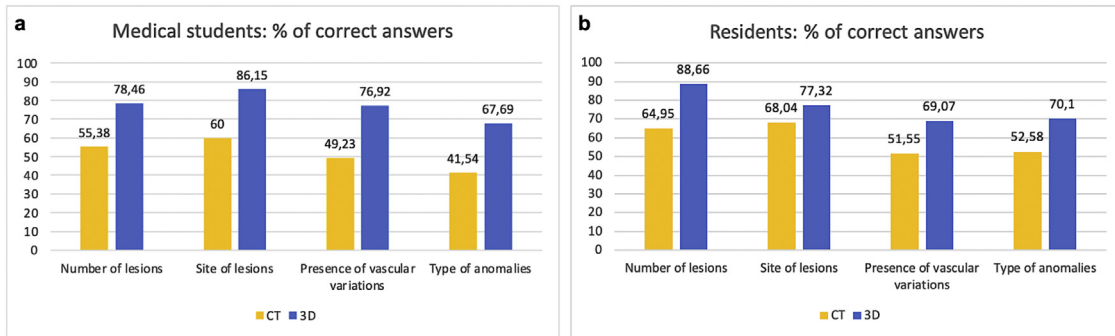 a
Medical students: % of correct answers
100
90
80
70
60
50
40
30
20
10
0
55,38
78,46
60
86,15
49,23
76,92
41,54
67,69
Number of lesions
Site of lesions
Presence of vascular
variations
Type of anomalies
CT
3D
b
Residents: % of correct answers
100
90
80
70
60
50
40
30
20
10
0
64,95
88,66
68,04
77,32
51,55
69,07
52,58
70,1
Number of lesions
Site of lesions
Presence of vascular
variations
Type of anomalies
CT
3D